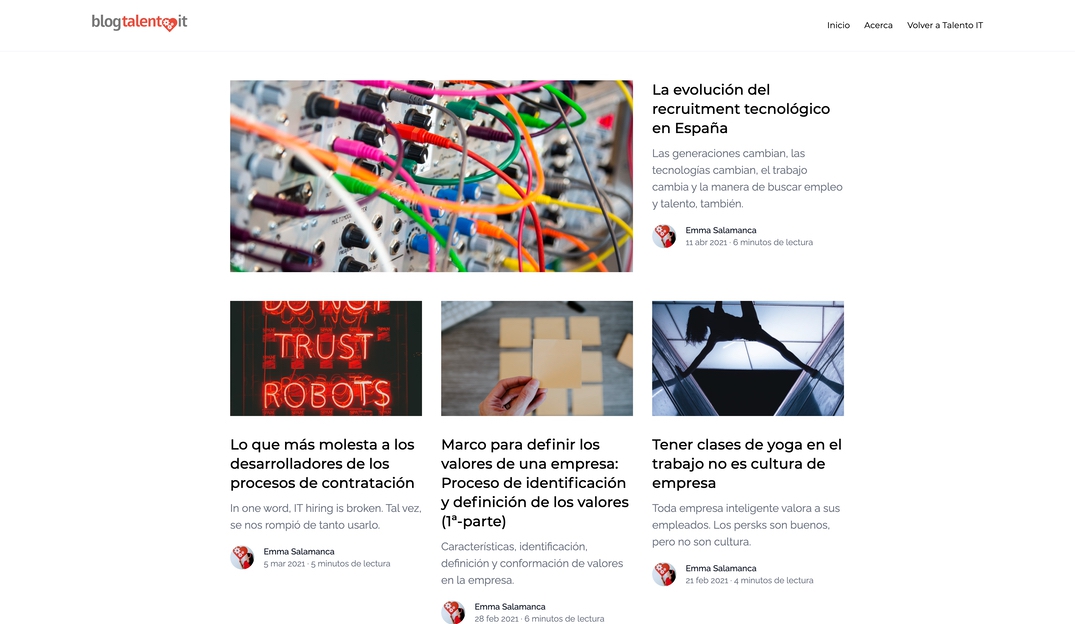 blogtalentoit
Inicio
Acerca
Volver a Talento IT
La evolución del
recruitment tecnológico
en España
Las generaciones cambian, las
tecnologías cambian, el trabajo
cambia y la manera de buscar empleo
y talento, también.
Emma Salamanca
11 abr 2021 · 6 minutos de lectura
DO NOT
TRUST
ROBOTS
Lo que más molesta a los
desarrolladores de los
procesos de contratación
In one word, IT hiring is broken. Tal vez,
se nos rompió de tanto usarlo.
Emma Salamanca
5 mar 2021 · 5 minutos de lectura
Marco para definir los
valores de una empresa:
Proceso de identificación
y definición de los valores
(1ª-parte)
Características, identificación,
definición y conformación de valores
en la empresa.
Emma Salamanca
28 feb 2021 · 6 minutos de lectura
Tener clases de yoga en el
trabajo no es cultura de
empresa
Toda empresa inteligente valora a sus
empleados. Los persks son buenos,
pero no son cultura.
Emma Salamanca
21 feb 2021 · 4 minutos de lectura